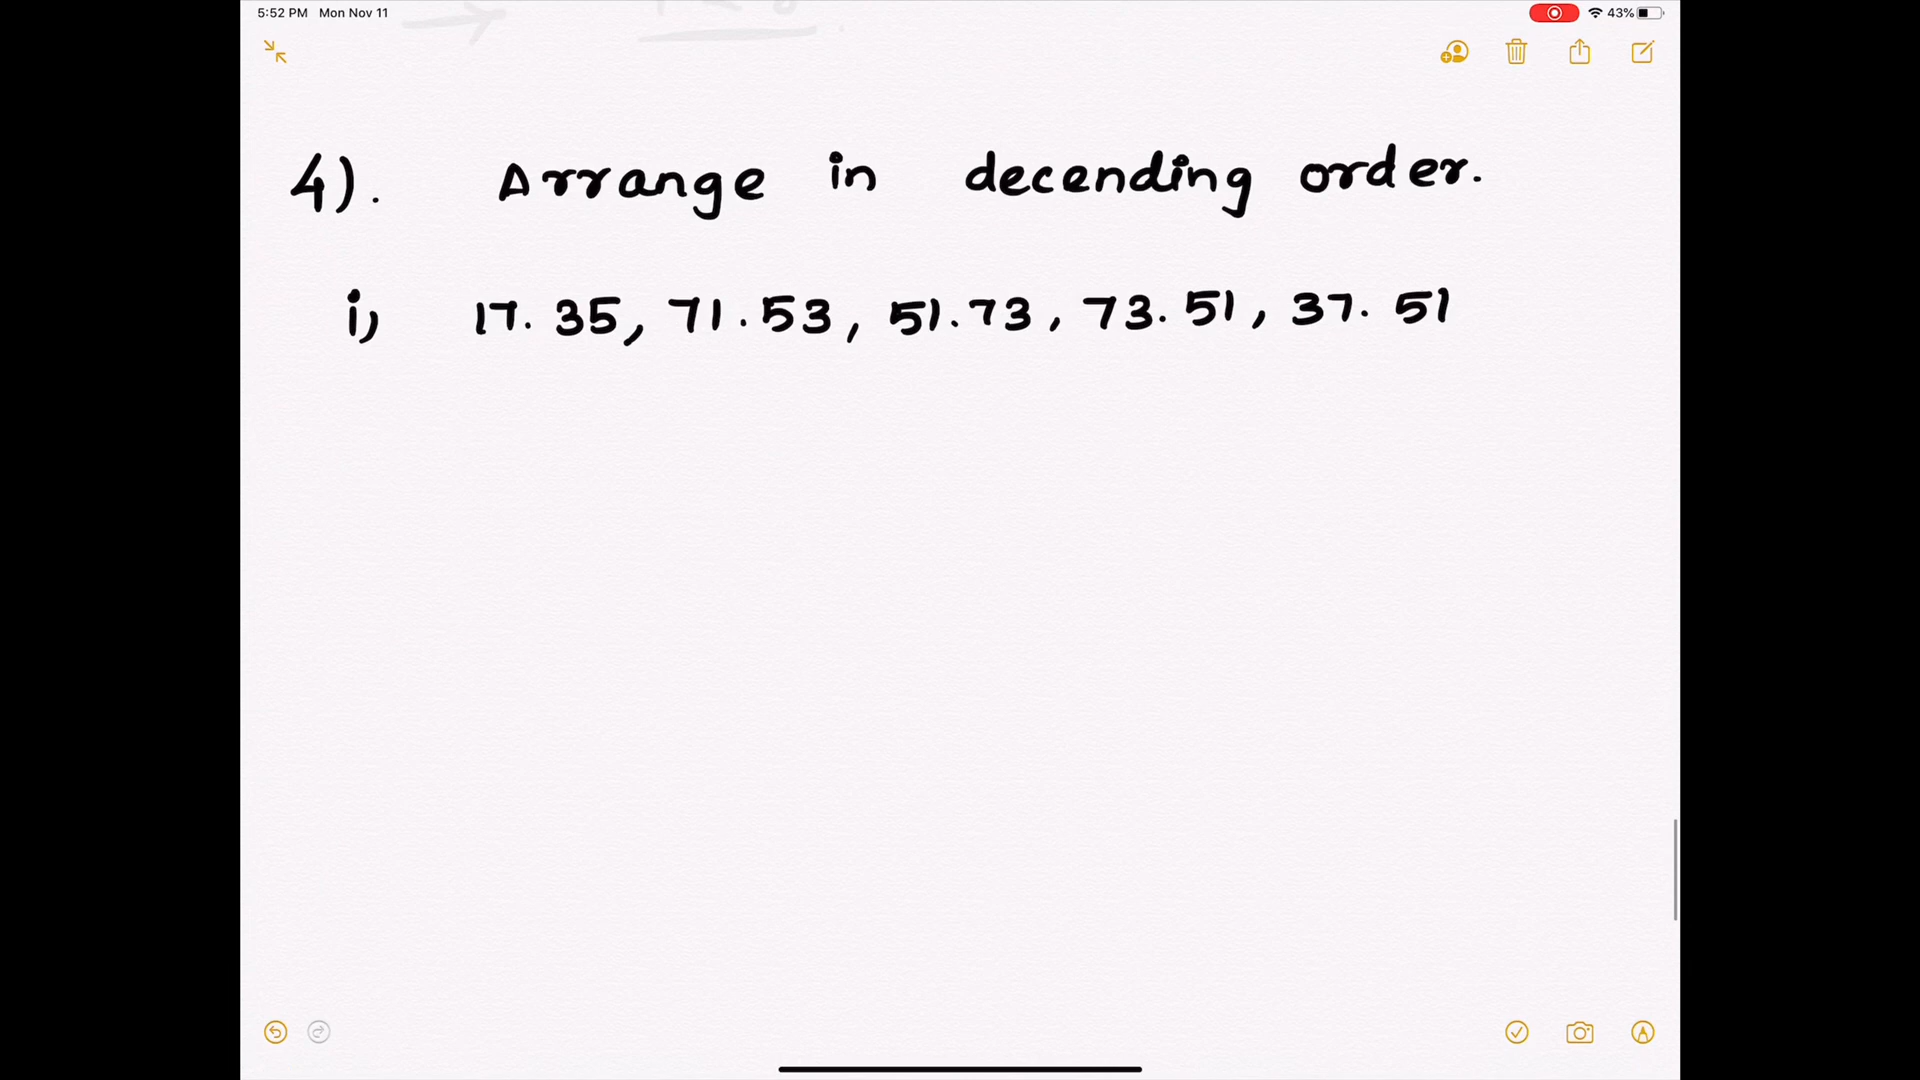 5:52 PM Mon Nov 11
43%
4). Arrange in decending order.
i) 17.35, 71.53, 51.73, 73.51, 37.51